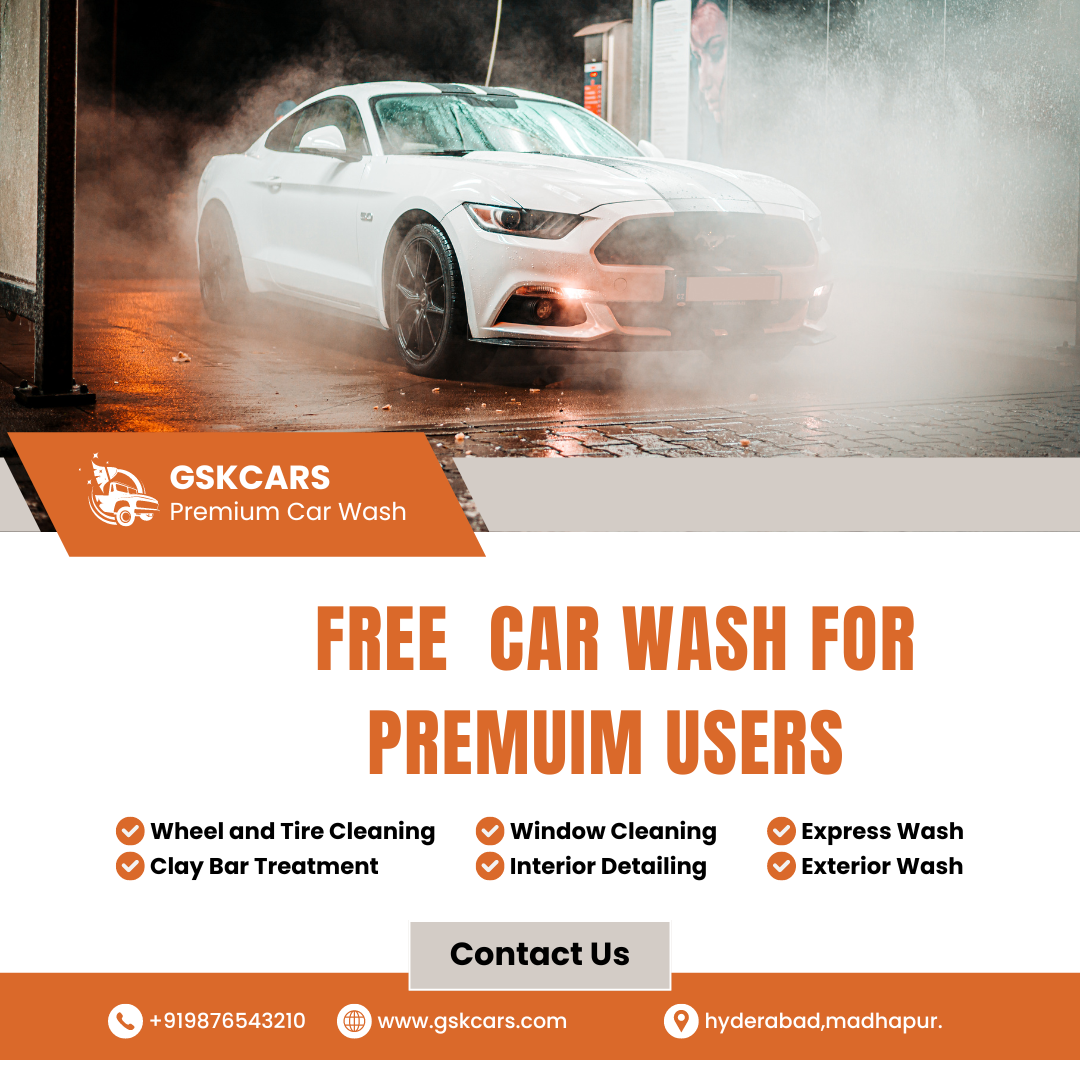 GSKCARS
Premium Car Wash
FREE CAR WASH FOR
PREMUIM USERS
Wheel and Tire Cleaning
Window Cleaning
Express Wash
Clay Bar Treatment
Interior Detailing
Exterior Wash
Contact Us
+919876543210
www.gskcars.com
hyderabad,madhapur.